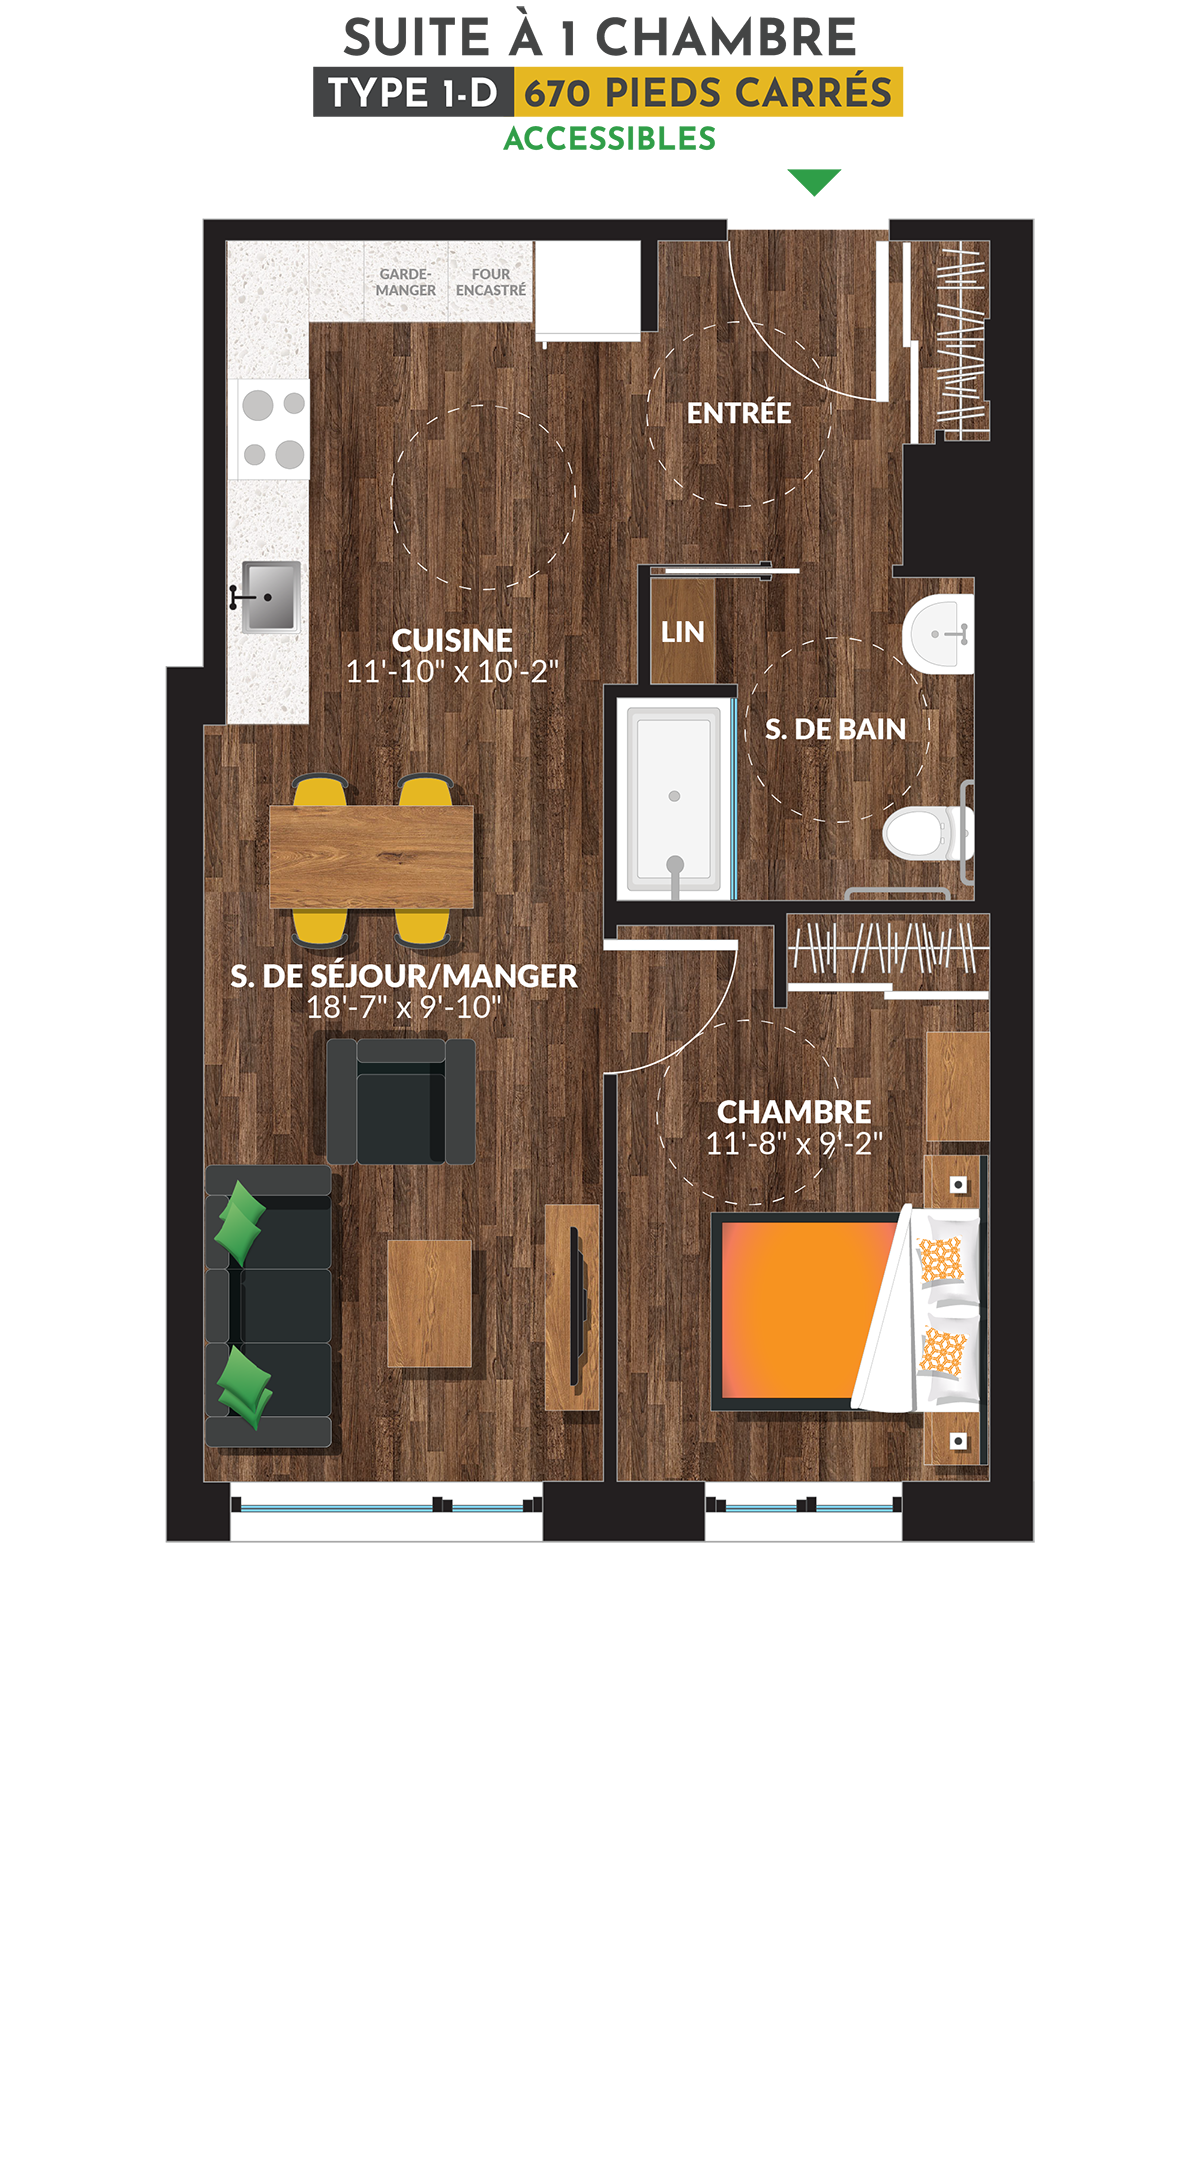 SUITE À 1 CHAMBRE
TYPE 1-D 670 PIEDS CARRÉS
ACCESSIBLES
GARDE-
MANGER
FOUR
ENCASTRÉ
ENTRÉE
CUISINE
11'-10" x 10'-2"
LIN
S. DE BAIN
S. DE SÉJOUR/MANGER
18'-7" x 9'-10"
CHAMBRE
11'-8" x 9'-2"